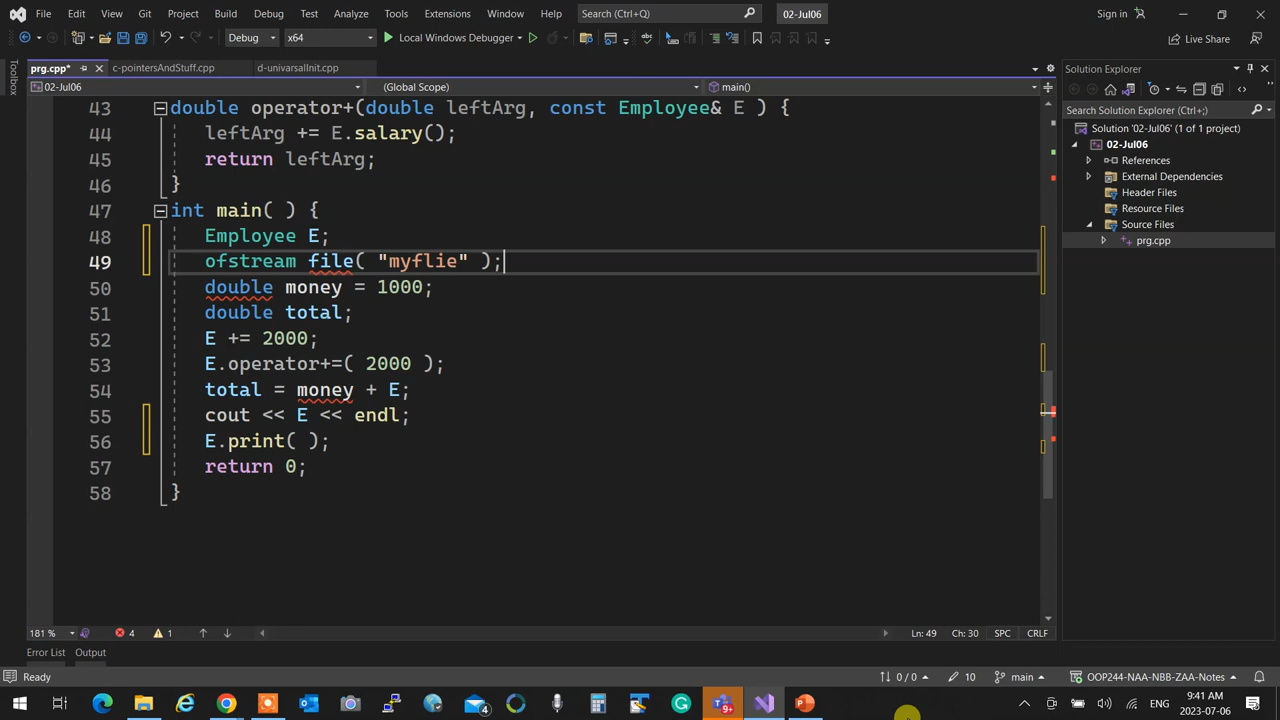 File Edit View Git Project Build Debug Test Analyze Tools Extensions Window Help Search (Ctrl+Q) 02-Jul06 Sign in
Debug x64 Local Windows Debugger Live Share
prg.cpp* c-pointersAndStuff.cpp d-univarsalInit.cpp
02-Jul06 (Global Scope) main()
Toolbox
43 double operator+(double leftArg, const Employee& E ) {
44 leftArg += E.salary();
45 return leftArg;
46 }
47 int main( ) {
48 Employee E;
49 ofstream file( "myflie" );
50 double money = 1000;
51 double total;
52 E += 2000;
53 E.operator+=( 2000 );
54 total = money + E;
55 cout << E << endl;
56 E.print( );
57 return 0;
58 }
Solution Explorer
Search Solution Explorer (Ctrl+;)
Solution '02-Jul06' (1 of 1 project)
02-Jul06
References
External Dependencies
Header Files
Resource Files
Source Files
prg.cpp
181 % 4 1 Ln: 49 Ch: 30 SPC CRLF
Error List Output
Ready 0 / 0 10 main OOP244-NAA-NBB-ZAA-Notes
4 9+ ENG 9:41 AM
2023-07-06